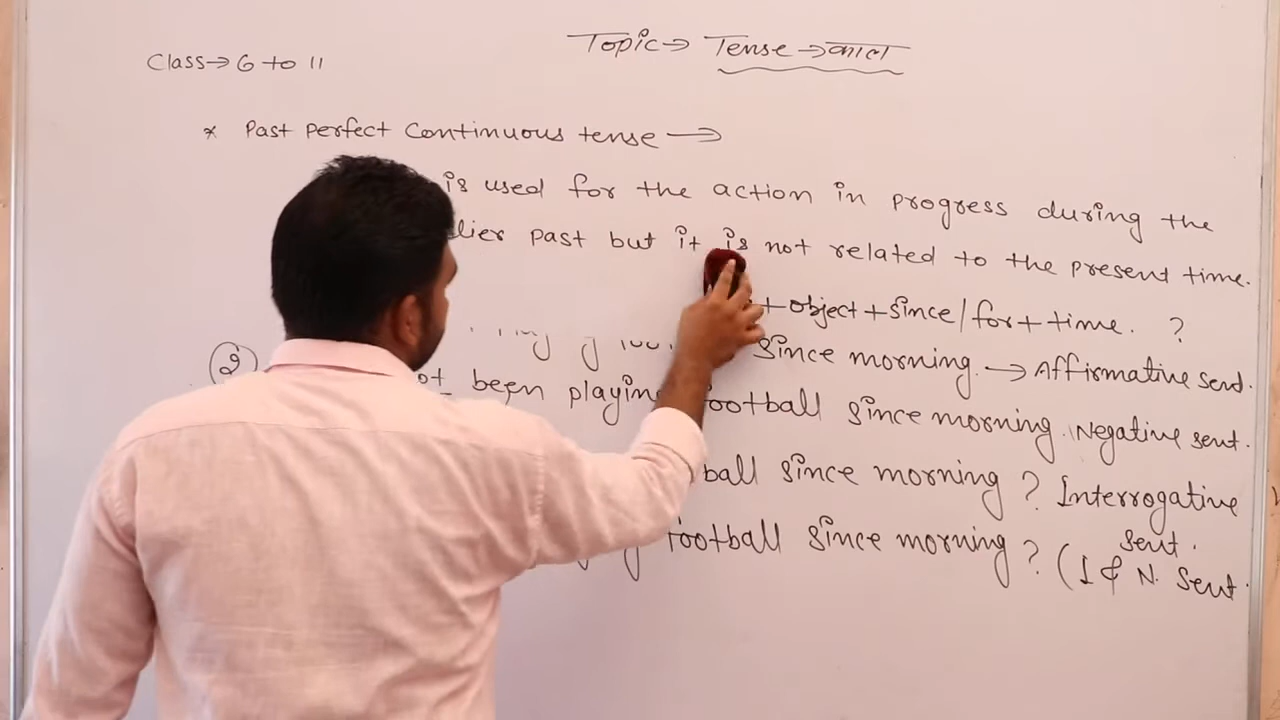 Class→ 6 to 11
Topic→ Tense→काल
* Past perfect continuous tense →
is used for the action in progress during the
past but it is not related to the present time.
+ object + since/for + time. ?
since morning. → Affirmative sent.
② been playing football since morning. Negative sent.
ball since morning ? Interrogative sent.
football since morning ? (I & N. sent.